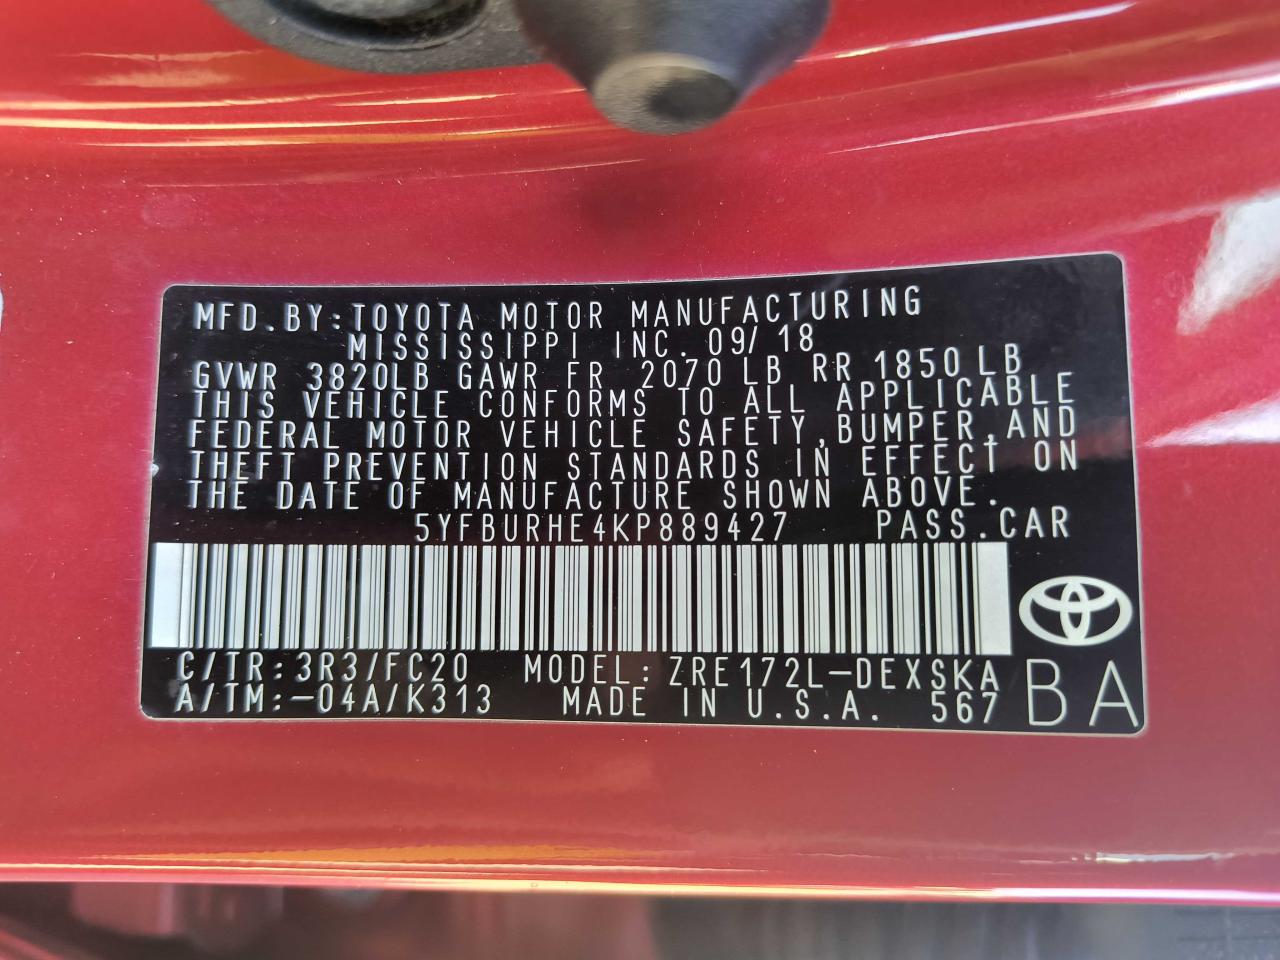 MFD.BY:TOYOTA MOTOR MANUFACTURING
MISSISSIPPI INC. 09/18
GVWR 3820LB GAWR FR 2070 LB RR 1850 LB
THIS VEHICLE CONFORMS TO ALL APPLICABLE
FEDERAL MOTOR VEHICLE SAFETY,BUMPER,AND
THEFT PREVENTION STANDARDS IN EFFECT ON
THE DATE OF MANUFACTURE SHOWN ABOVE.
5YFBURHE4KP889427 PASS.CAR
C/TR:3R3/FC20 MODEL:ZRE172L-DEXSKA
A/TM:-04A/K313 MADE IN U.S.A. 567 BA